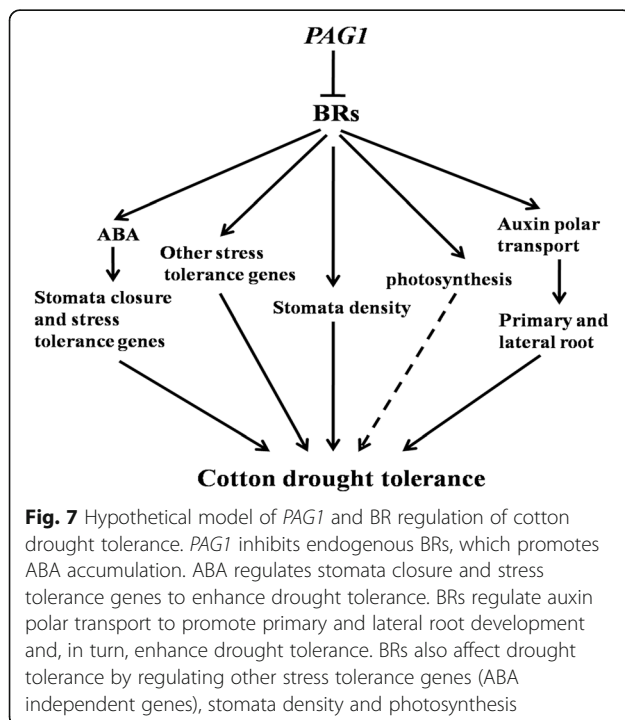 PAG1
BRs
ABA
Other stress
tolerance genes
Stomata density
photosynthesis
Auxin polar
transport
Stomata closure
and stress
tolerance genes
Primary and
lateral root
Cotton drought tolerance
Fig. 7 Hypothetical model of PAG1 and BR regulation of cotton
drought tolerance. PAG1 inhibits endogenous BRs, which promotes
ABA accumulation. ABA regulates stomata closure and stress
tolerance genes to enhance drought tolerance. BRs regulate auxin
polar transport to promote primary and lateral root development
and, in turn, enhance drought tolerance. BRs also affect drought
tolerance by regulating other stress tolerance genes (ABA
independent genes), stomata density and photosynthesis